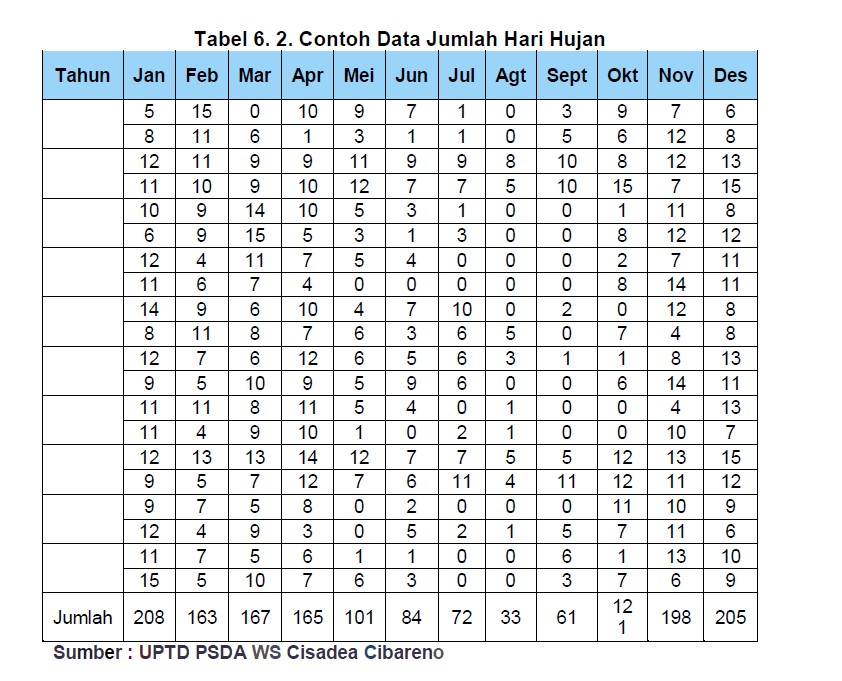 Tabel 6. 2. Contoh Data Jumlah Hari Hujan
Tahun Jan Feb Mar Apr Mei Jun Jul Agt Sept Okt Nov Des
5 15 0 10 9 7 1 0 3 9 7 6
8 11 6 1 3 1 1 0 5 6 12 8
12 11 9 9 11 9 9 8 10 8 12 13
11 10 9 10 12 7 7 5 10 15 7 15
10 9 14 10 5 3 1 0 0 1 11 8
6 9 15 5 3 1 3 0 0 8 12 12
12 4 11 7 5 4 0 0 0 2 7 11
11 6 7 4 0 0 0 0 0 8 14 11
14 9 6 10 4 7 10 0 2 0 12 8
8 11 8 7 6 3 6 5 0 7 4 8
12 7 6 12 6 5 6 3 1 1 8 13
9 5 10 9 5 9 6 0 0 6 14 11
11 11 8 11 5 4 0 1 0 0 4 13
11 4 9 10 1 0 2 1 0 0 10 7
12 13 13 14 12 7 7 5 5 12 13 15
9 5 7 12 7 6 11 4 11 12 11 12
9 7 5 8 0 2 0 0 0 11 10 9
12 4 9 3 0 5 2 1 5 7 11 6
11 7 5 6 1 1 0 0 6 1 13 10
15 5 10 7 6 3 0 0 3 7 6 9
Jumlah 208 163 167 165 101 84 72 33 61 12 198 205
1
Sumber : UPTD PSDA WS Cisadea Cibareno